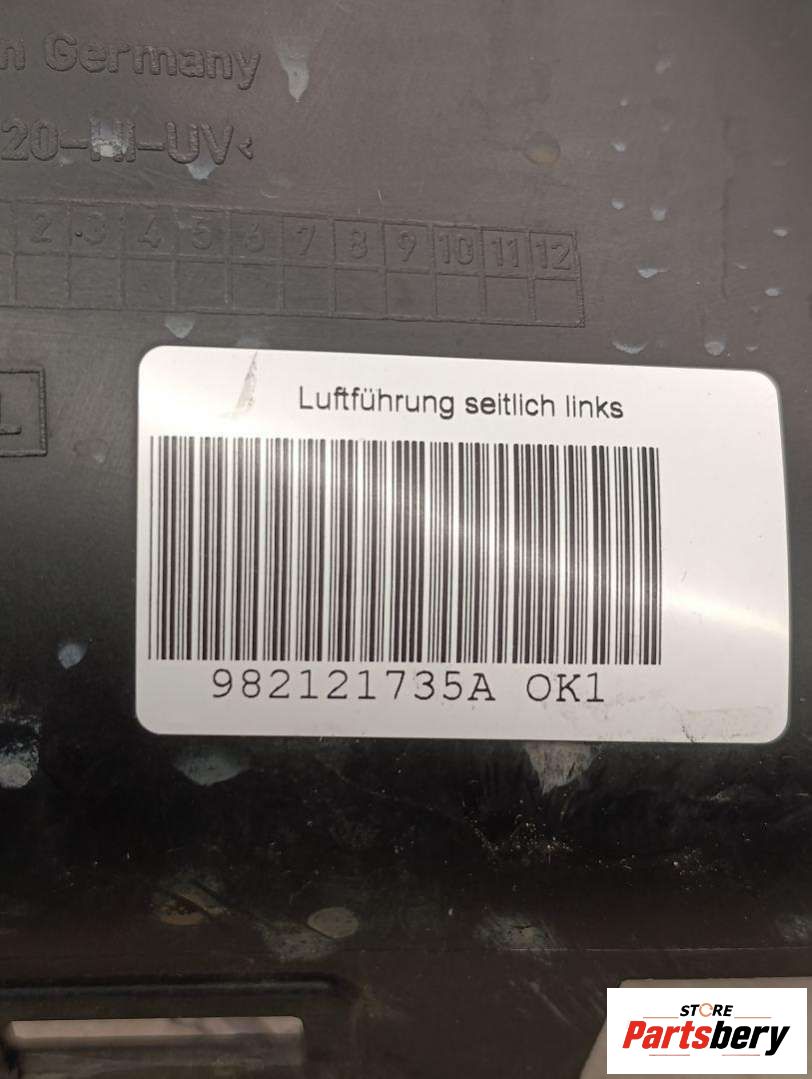 n Germany
20-HI-UV<
2 3 4 5 6 7 8 9 10 11 12
Luftführung seitlich links
982121735A OK1
STORE
Partsbery